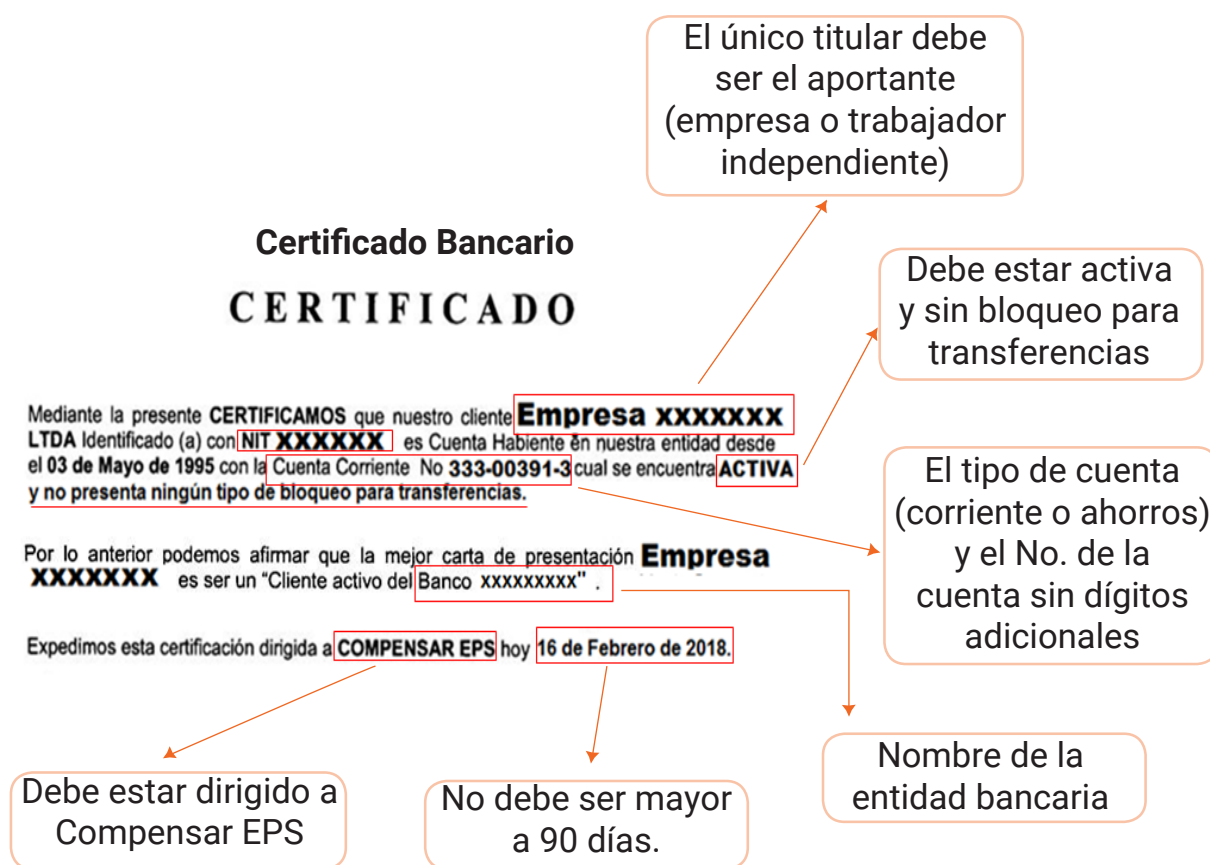 El único titular debe
ser el aportante
(empresa o trabajador
independiente)
Certificado Bancario
CERTIFICADO
Debe estar activa
y sin bloqueo para
transferencias
Mediante la presente CERTIFICAMOS que nuestro cliente Empresa xxxxxxx
LTDA Identificado (a) con NIT XXXXXX es Cuenta Habiente en nuestra entidad desde
el 03 de Mayo de 1995 con la Cuenta Corriente No 333-00391-3 cual se encuentra ACTIVA
y no presenta ningún tipo de bloqueo para transferencias.
El tipo de cuenta
(corriente o ahorros)
y el No. de la
cuenta sin dígitos
adicionales
Por lo anterior podemos afirmar que la mejor carta de presentación Empresa
XXXXXXX es ser un "Cliente activo del Banco xxxxxxxxx" .
Expedimos esta certificación dirigida a COMPENSAR EPS hoy 16 de Febrero de 2018.
Debe estar dirigido a
Compensar EPS
No debe ser mayor
a 90 días.
Nombre de la
entidad bancaria